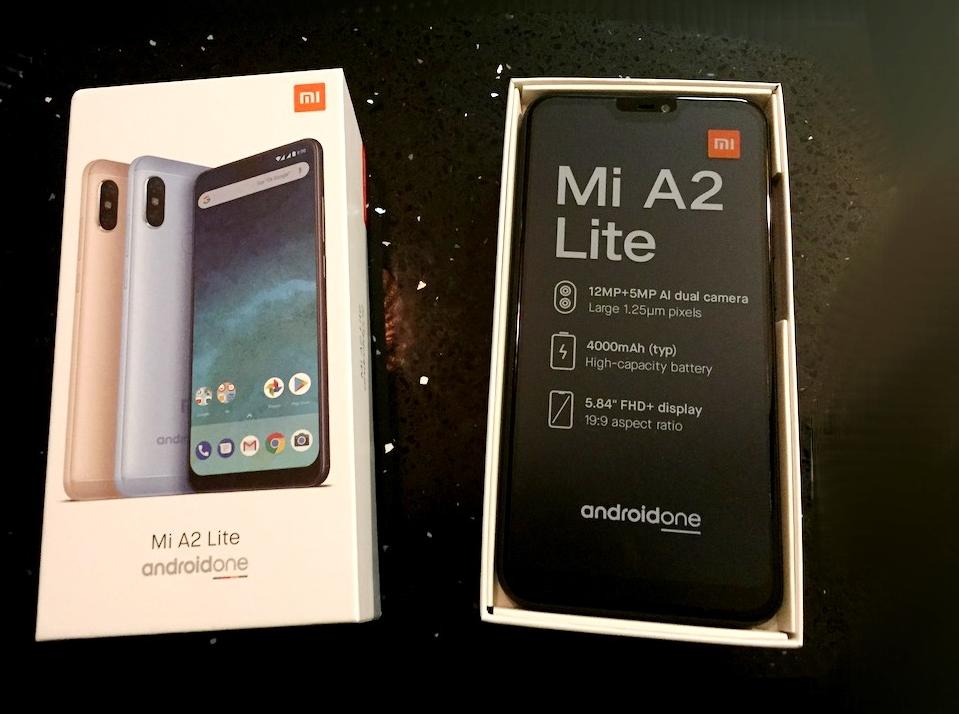 mi
Mi A2 Lite
androidone
mi
Mi A2
Lite
12MP+5MP AI dual camera
Large 1.25µm pixels
4000mAh (typ)
High-capacity battery
5.84" FHD+ display
19:9 aspect ratio
androidone